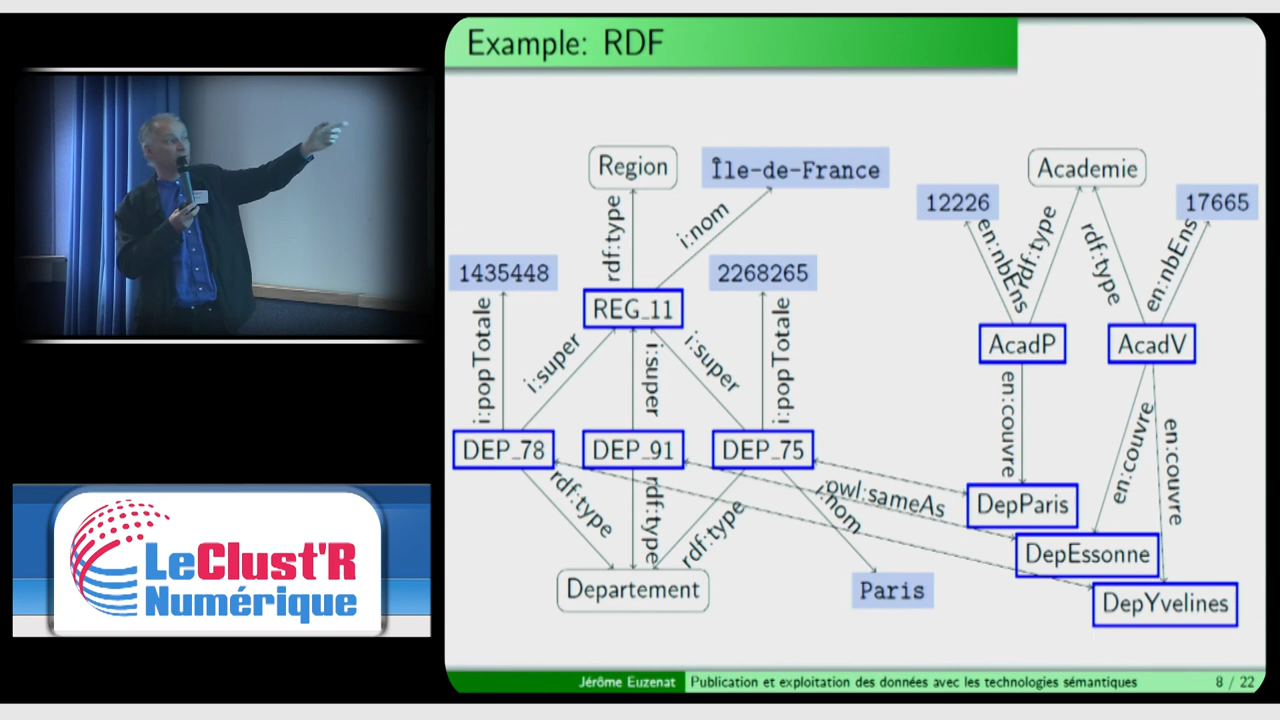 Example: RDF
Region
Île-de-France
Academie
12226
17665
rdf:type
i:nom
en:nbEns
rdf:type
rdf:type
en:nbEns
1435448
2268265
REG_11
AcadP
AcadV
i:popTotale
i:super
i:super
i:super
i:popTotale
en:couvre
en:couvre
en:couvre
DEP_78
DEP_91
DEP_75
rdf:type
rdf:type
rdf:type
owl:sameAs
i:nom
DepParis
DepEssonne
Departement
Paris
DepYvelines
LeClust'R
Numérique
Jérôme Euzenat
Publication et exploitation des données avec les technologies sémantiques
8 / 22